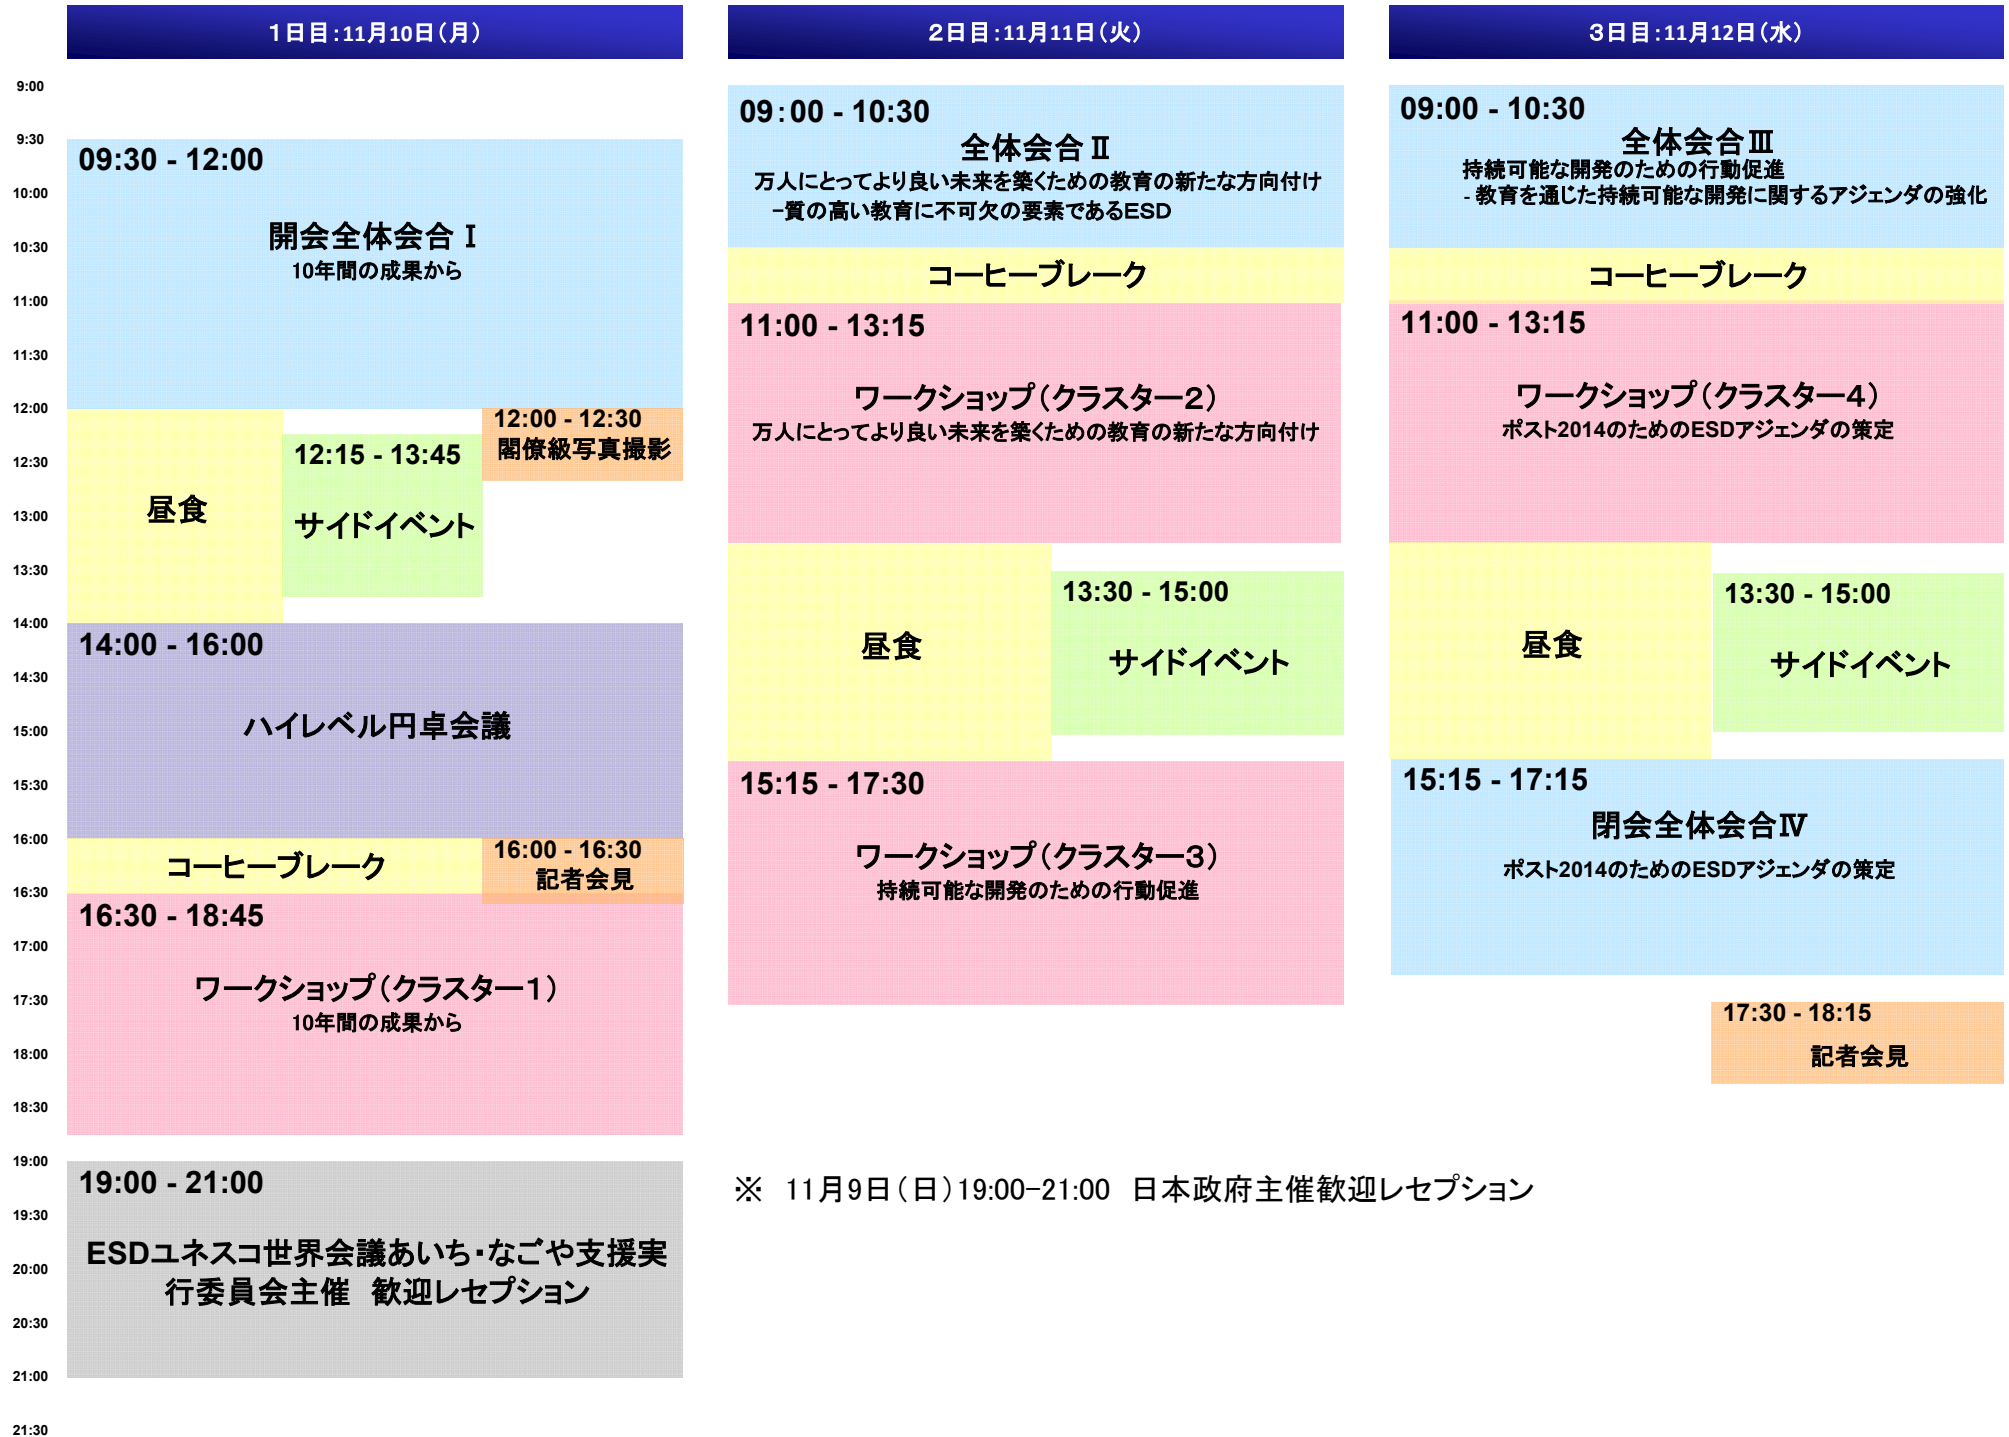 1日目:11月10日(月)
2日目:11月11日(火)
3日目:11月12日(水)
9:00
9:30
10:00
10:30
11:00
11:30
12:00
12:30
13:00
13:30
14:00
14:30
15:00
15:30
16:00
16:30
17:00
17:30
18:00
18:30
19:00
19:30
20:00
20:30
21:00
21:30
09:30 - 12:00
開会全体会合Ⅰ
10年間の成果から
昼食
12:15 - 13:45
サイドイベント
12:00 - 12:30
閣僚級写真撮影
14:00 - 16:00
ハイレベル円卓会議
コーヒーブレーク
16:00 - 16:30
記者会見
16:30 - 18:45
ワークショップ(クラスター1)
10年間の成果から
19:00 - 21:00
ESDユネスコ世界会議あいち・なごや支援実
行委員会主催 歓迎レセプション
09:00 - 10:30
全体会合Ⅱ
万人にとってより良い未来を築くための教育の新たな方向付け
-質の高い教育に不可欠の要素であるESD
コーヒーブレーク
11:00 - 13:15
ワークショップ(クラスター2)
万人にとってより良い未来を築くための教育の新たな方向付け
昼食
13:30 - 15:00
サイドイベント
15:15 - 17:30
ワークショップ(クラスター3)
持続可能な開発のための行動促進
09:00 - 10:30
全体会合Ⅲ
持続可能な開発のための行動促進
- 教育を通じた持続可能な開発に関するアジェンダの強化
コーヒーブレーク
11:00 - 13:15
ワークショップ(クラスター4)
ポスト2014のためのESDアジェンダの策定
昼食
13:30 - 15:00
サイドイベント
15:15 - 17:15
閉会全体会合Ⅳ
ポスト2014のためのESDアジェンダの策定
17:30 - 18:15
記者会見
※ 11月9日(日)19:00-21:00 日本政府主催歓迎レセプション